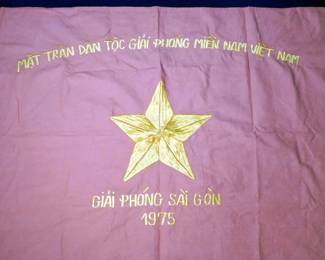 MẶT TRẬN DÂN TỘC GIẢI PHÓNG MIỀN NAM VIỆT NAM
GIẢI PHÓNG SÀI GÒN
1975